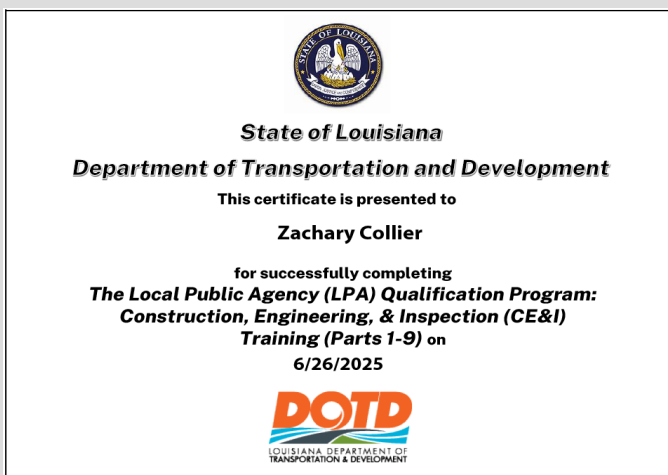 STATE OF LOUISIANA
State of Louisiana
Department of Transportation and Development
This certificate is presented to
Zachary Collier
for successfully completing
The Local Public Agency (LPA) Qualification Program:
Construction, Engineering, & Inspection (CE&I)
Training (Parts 1-9) on
6/26/2025
DOTD
LOUISIANA DEPARTMENT OF
TRANSPORTATION & DEVELOPMENT